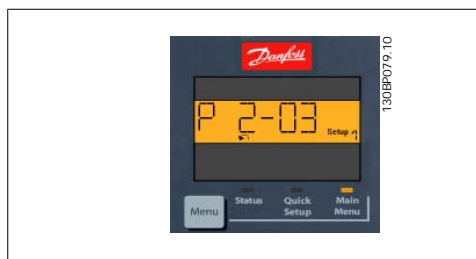 Danfoss
P 2-03 Setup 1
Menu
Status Quick Setup Main Menu
130BP079.10